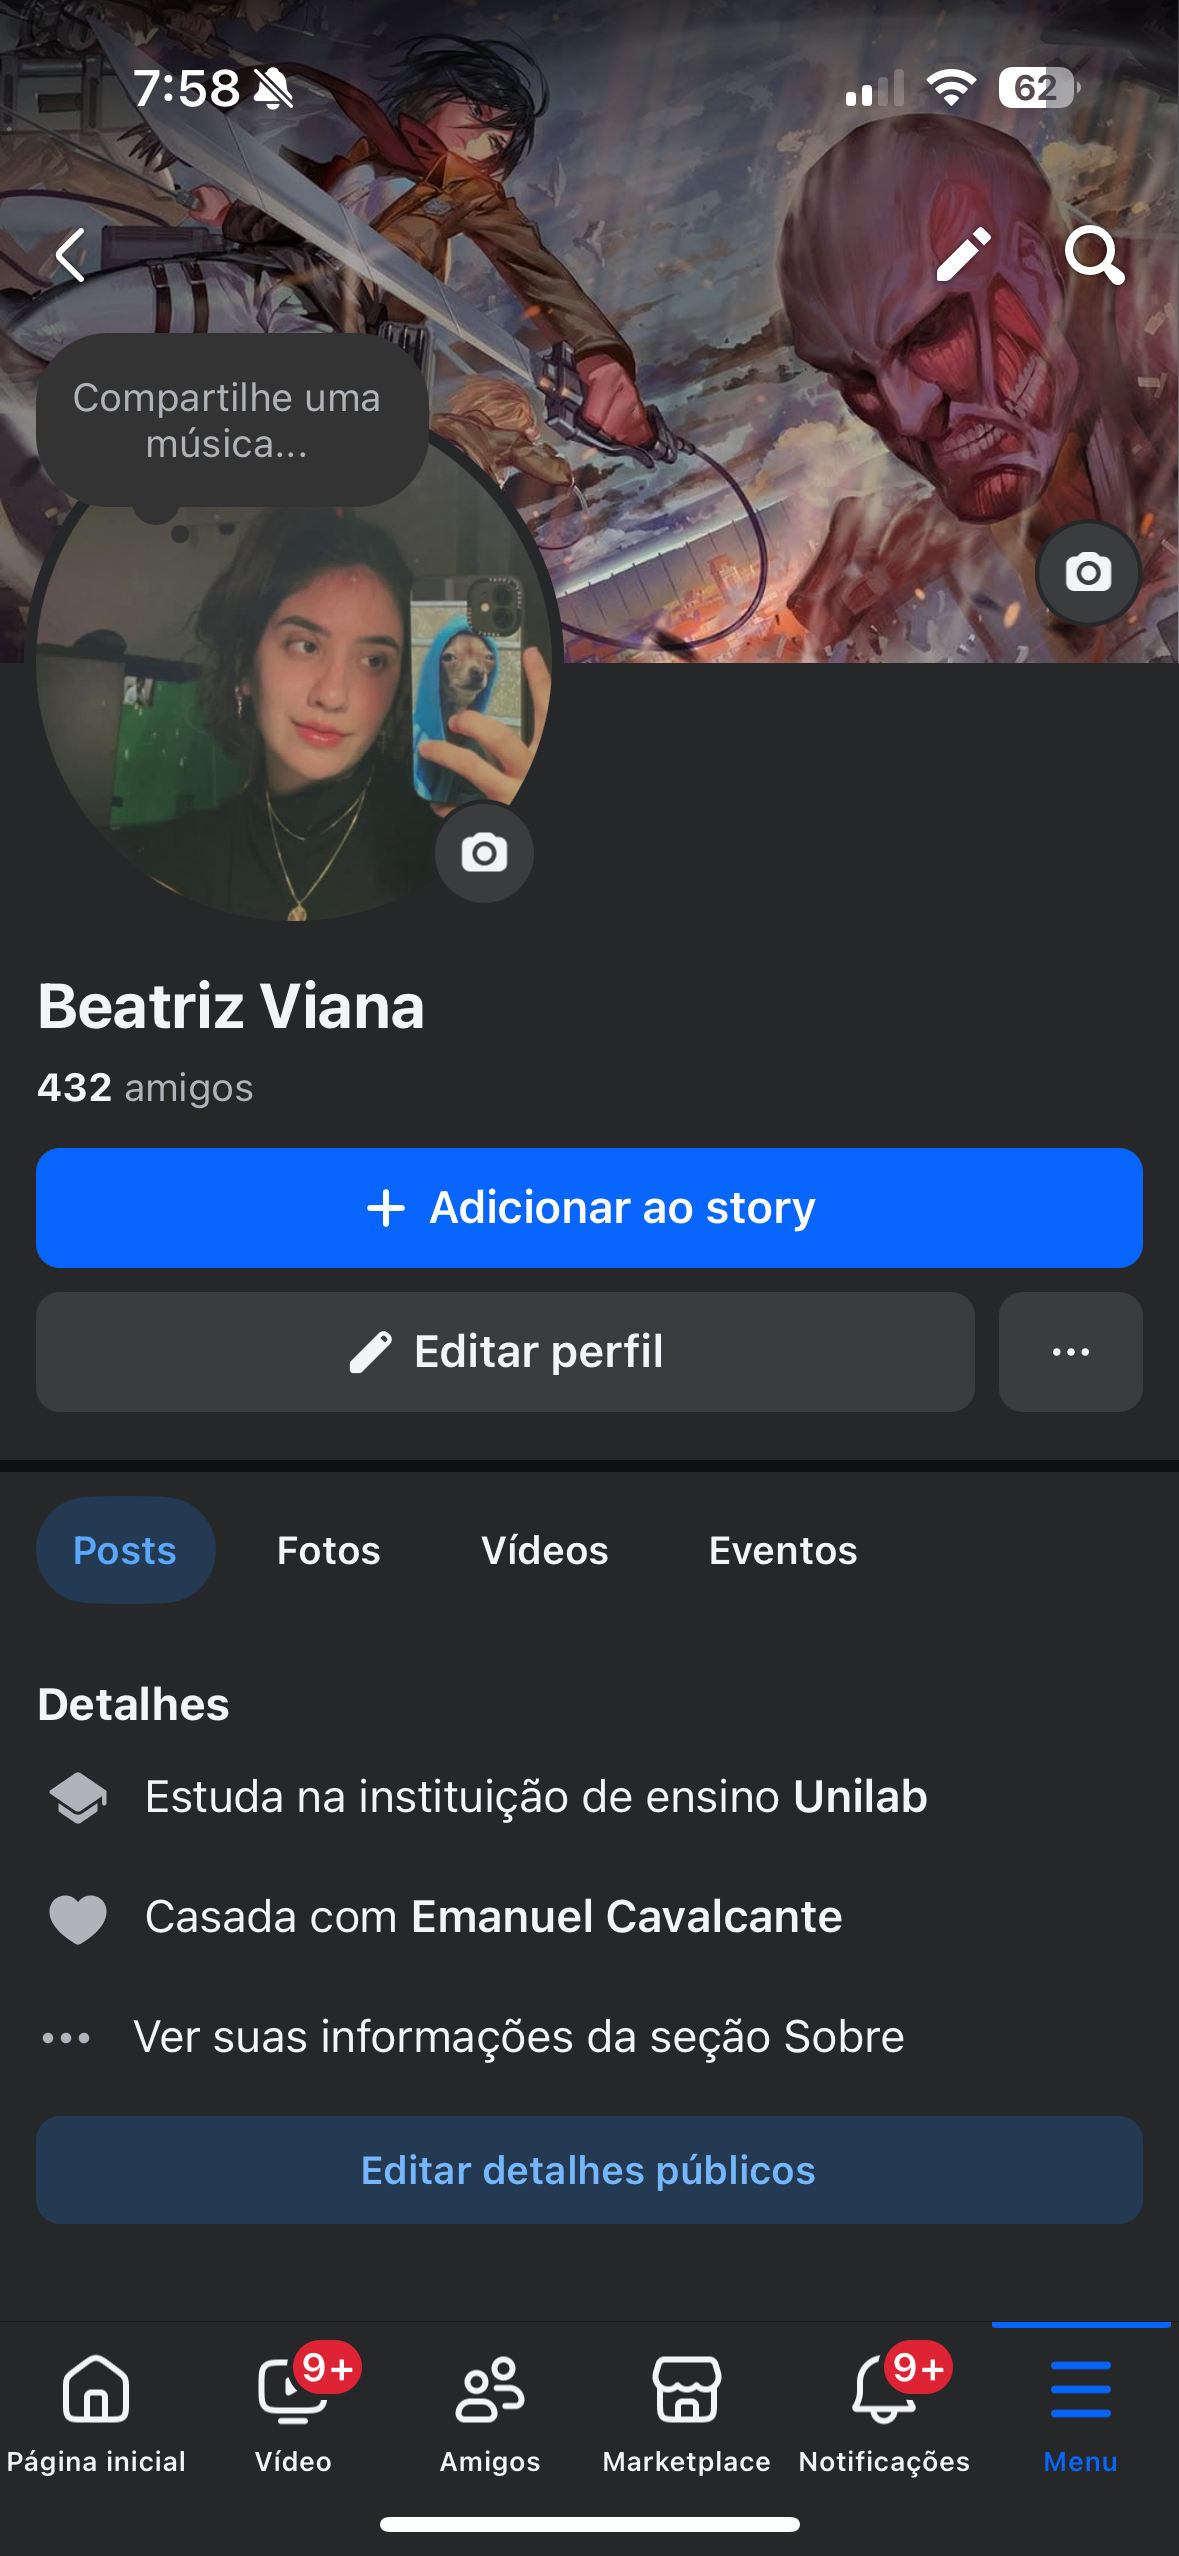 7:58
62
Compartilhe uma
música...
Beatriz Viana
432 amigos
+ Adicionar ao story
Editar perfil
Posts Fotos Vídeos Eventos
Detalhes
Estuda na instituição de ensino Unilab
Casada com Emanuel Cavalcante
Ver suas informações da seção Sobre
Editar detalhes públicos
9+ 9+
Página inicial Vídeo Amigos Marketplace Notificações Menu